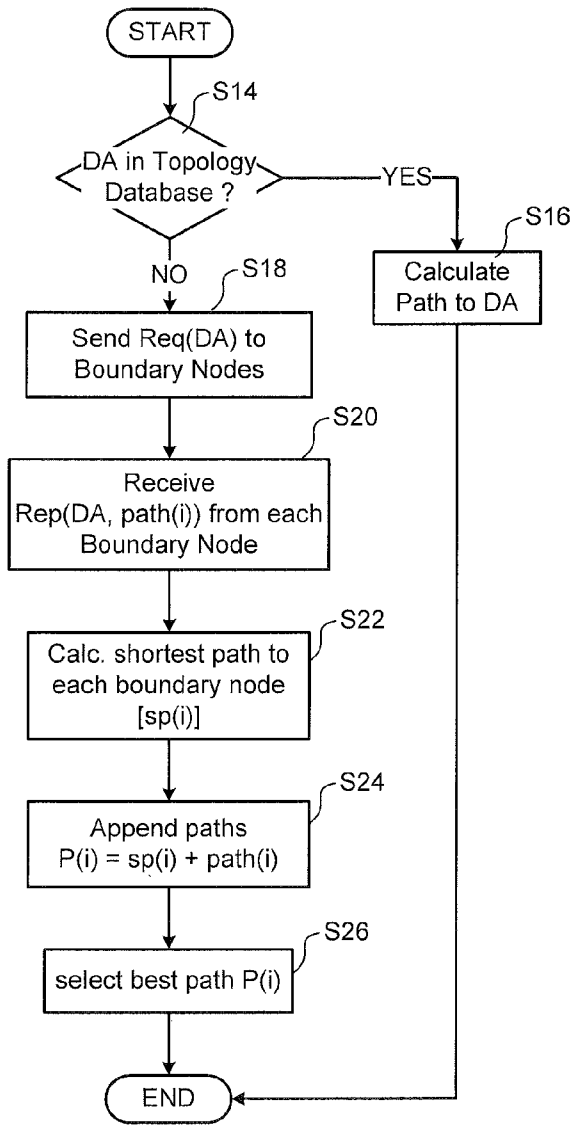 START
S14
DA in Topology
Database ?
YES
S16
Calculate
Path to DA
NO
S18
Send Req(DA) to
Boundary Nodes
S20
Receive
Rep(DA, path(i)) from each
Boundary Node
S22
Calc. shortest path to
each boundary node
[sp(i)]
S24
Append paths
P(i) = sp(i) + path(i)
S26
select best path P(i)
END